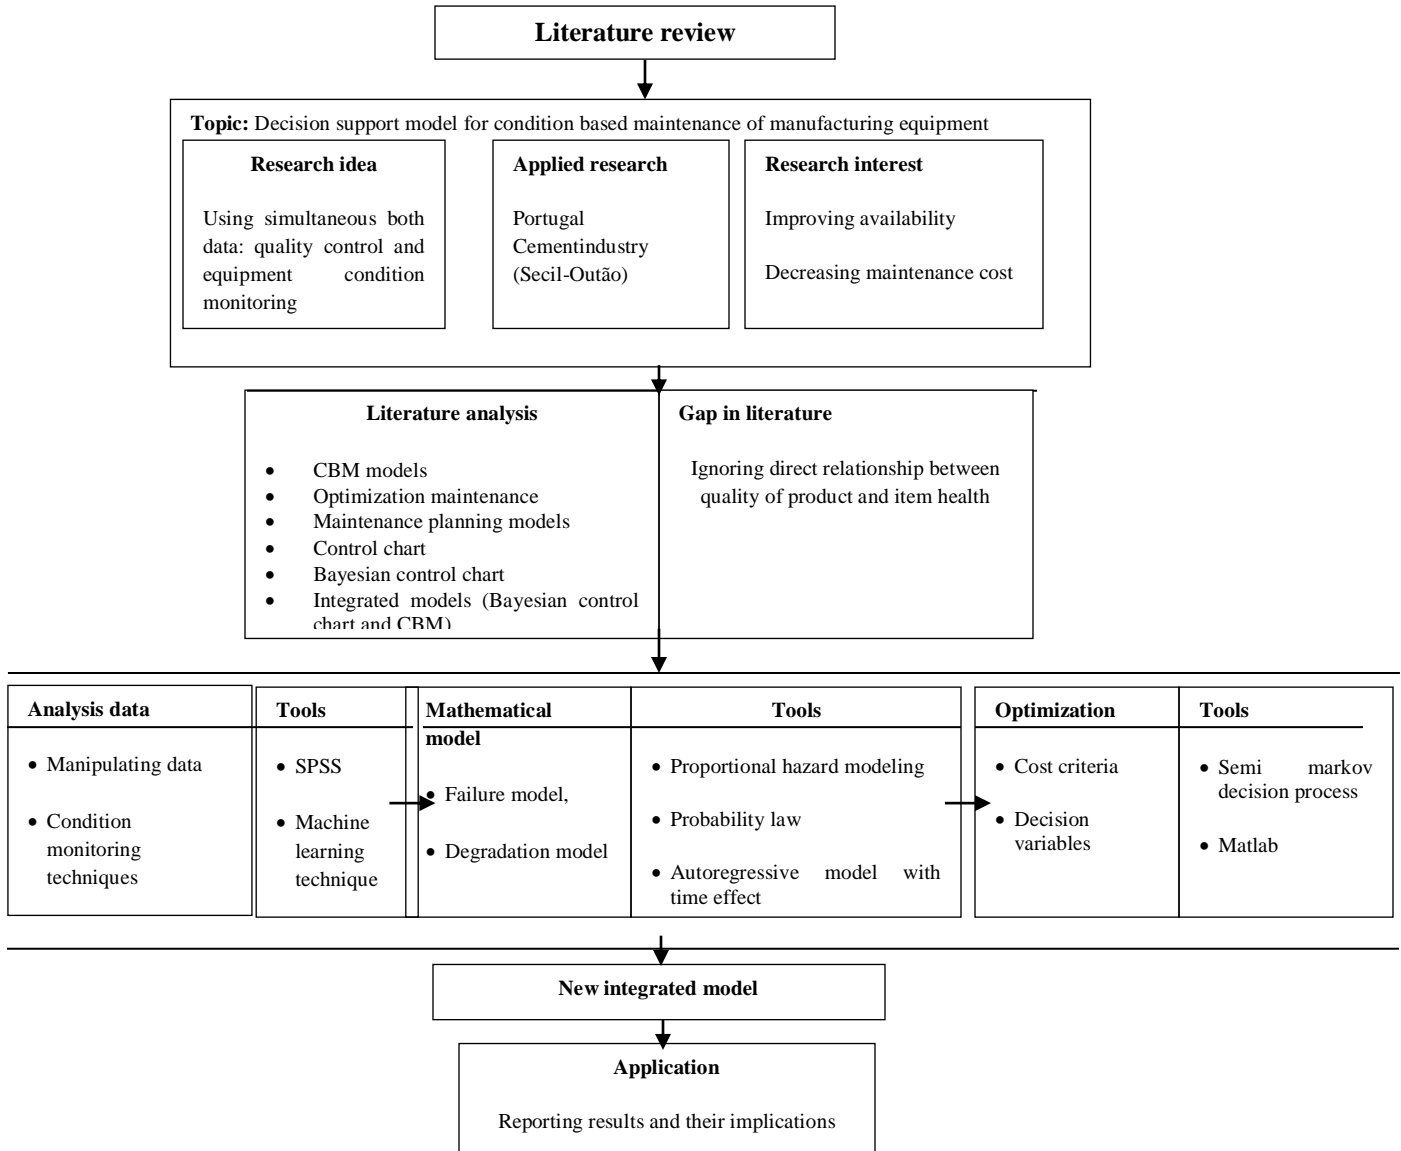 Literature review
Topic: Decision support model for condition based maintenance of manufacturing equipment
Research idea
Using simultaneous both
data: quality control and
equipment condition
monitoring
Applied research
Portugal
Cementindustry
(Secil-Outão)
Research interest
Improving availability
Decreasing maintenance cost
Literature analysis
• CBM models
• Optimization maintenance
• Maintenance planning models
• Control chart
• Bayesian control chart
• Integrated models (Bayesian control
chart and CBM)
Gap in literature
Ignoring direct relationship between
quality of product and item health
Analysis data
• Manipulating data
• Condition
monitoring
techniques
Tools
• SPSS
• Machine
learning
technique
Mathematical
model
• Failure model,
• Degradation model
Tools
• Proportional hazard modeling
• Probability law
• Autoregressive model with
time effect
Optimization
• Cost criteria
• Decision
variables
Tools
• Semi markov
decision process
• Matlab
New integrated model
Application
Reporting results and their implications